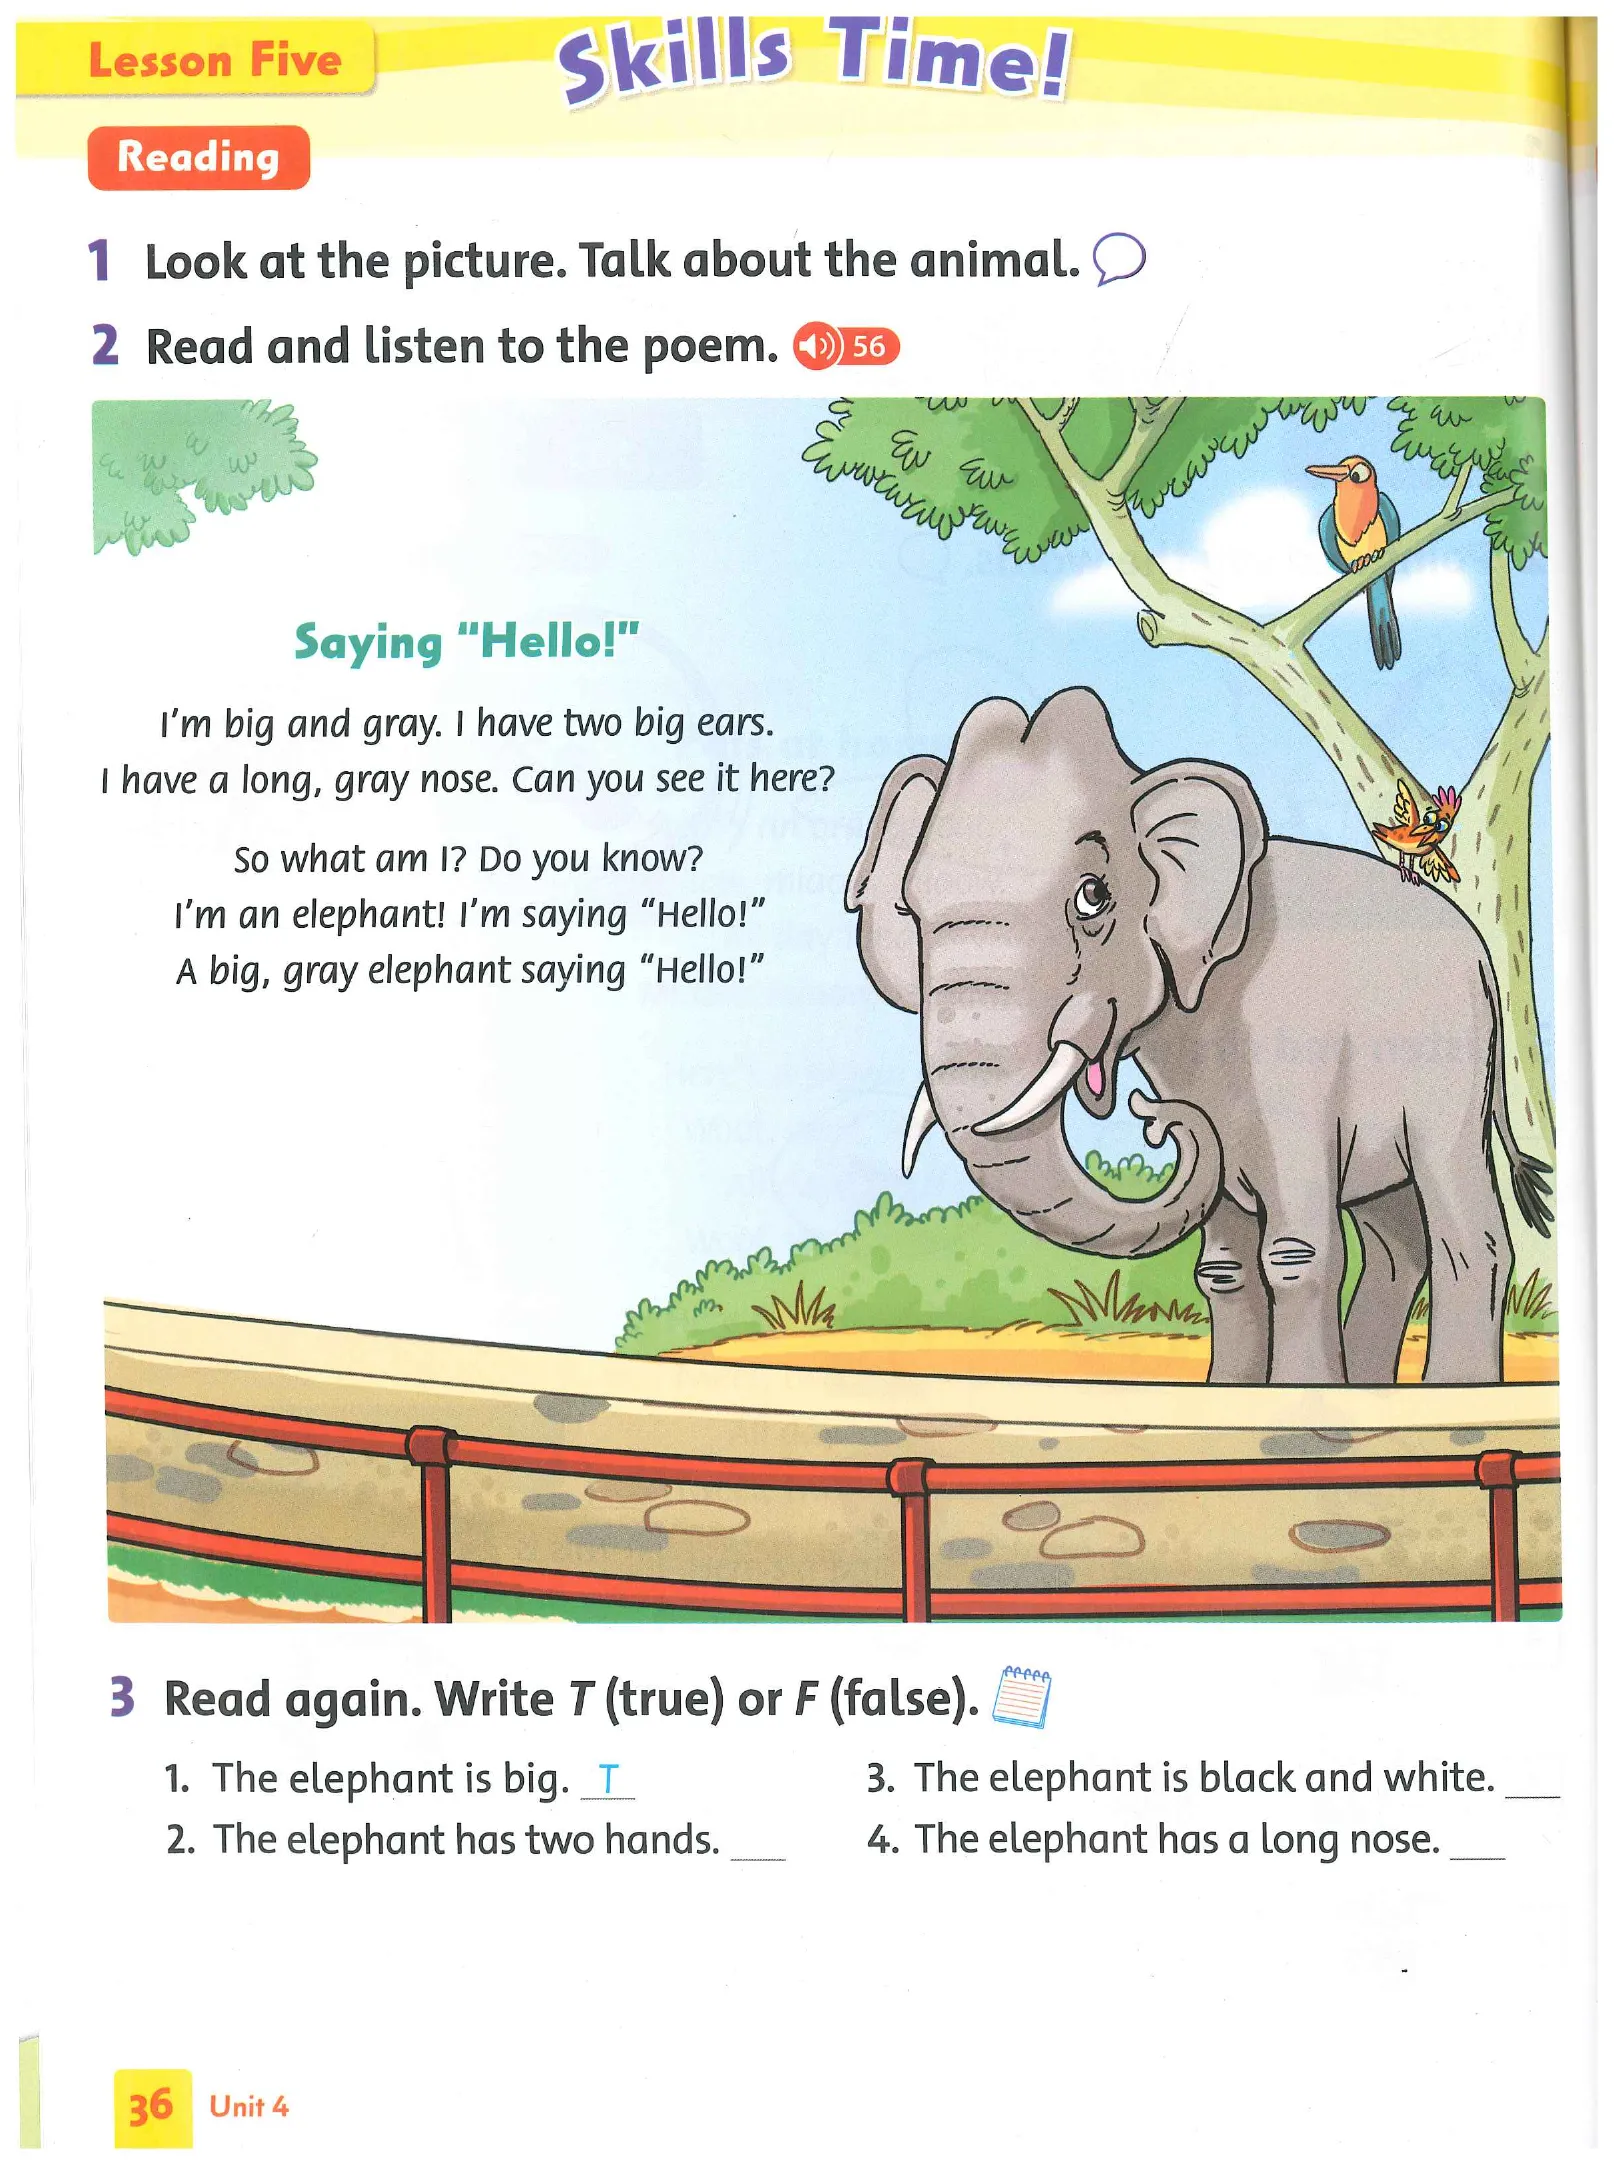 Lesson Five
Skills Time!
Reading
1 Look at the picture. Talk about the animal.
2 Read and listen to the poem. 56
Saying "Hello!"
I'm big and gray. I have two big ears.
I have a long, gray nose. Can you see it here?
So what am I? Do you know?
I'm an elephant! I'm saying "Hello!"
A big, gray elephant saying "Hello!"
3 Read again. Write T (true) or F (false).
1. The elephant is big. T
2. The elephant has two hands. ___
3. The elephant is black and white. ___
4. The elephant has a long nose. ___
36 Unit 4